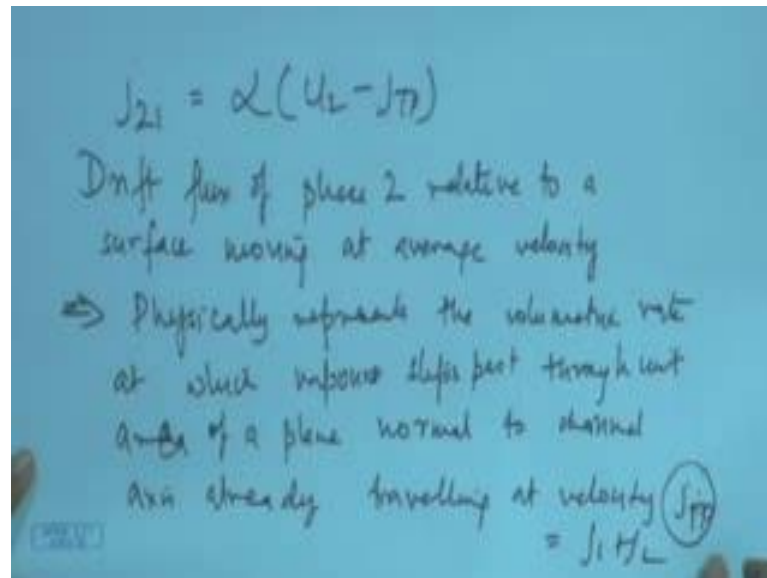 J21 = α(U2-JTP)
Drift flux of phase 2 relative to a
surface moving at average velocity
⇒ Physically represents the volumetric rate
at which vapour slips past through unit
area of a plane normal to channel
axis already travelling at velocity JTP
= J1+J2